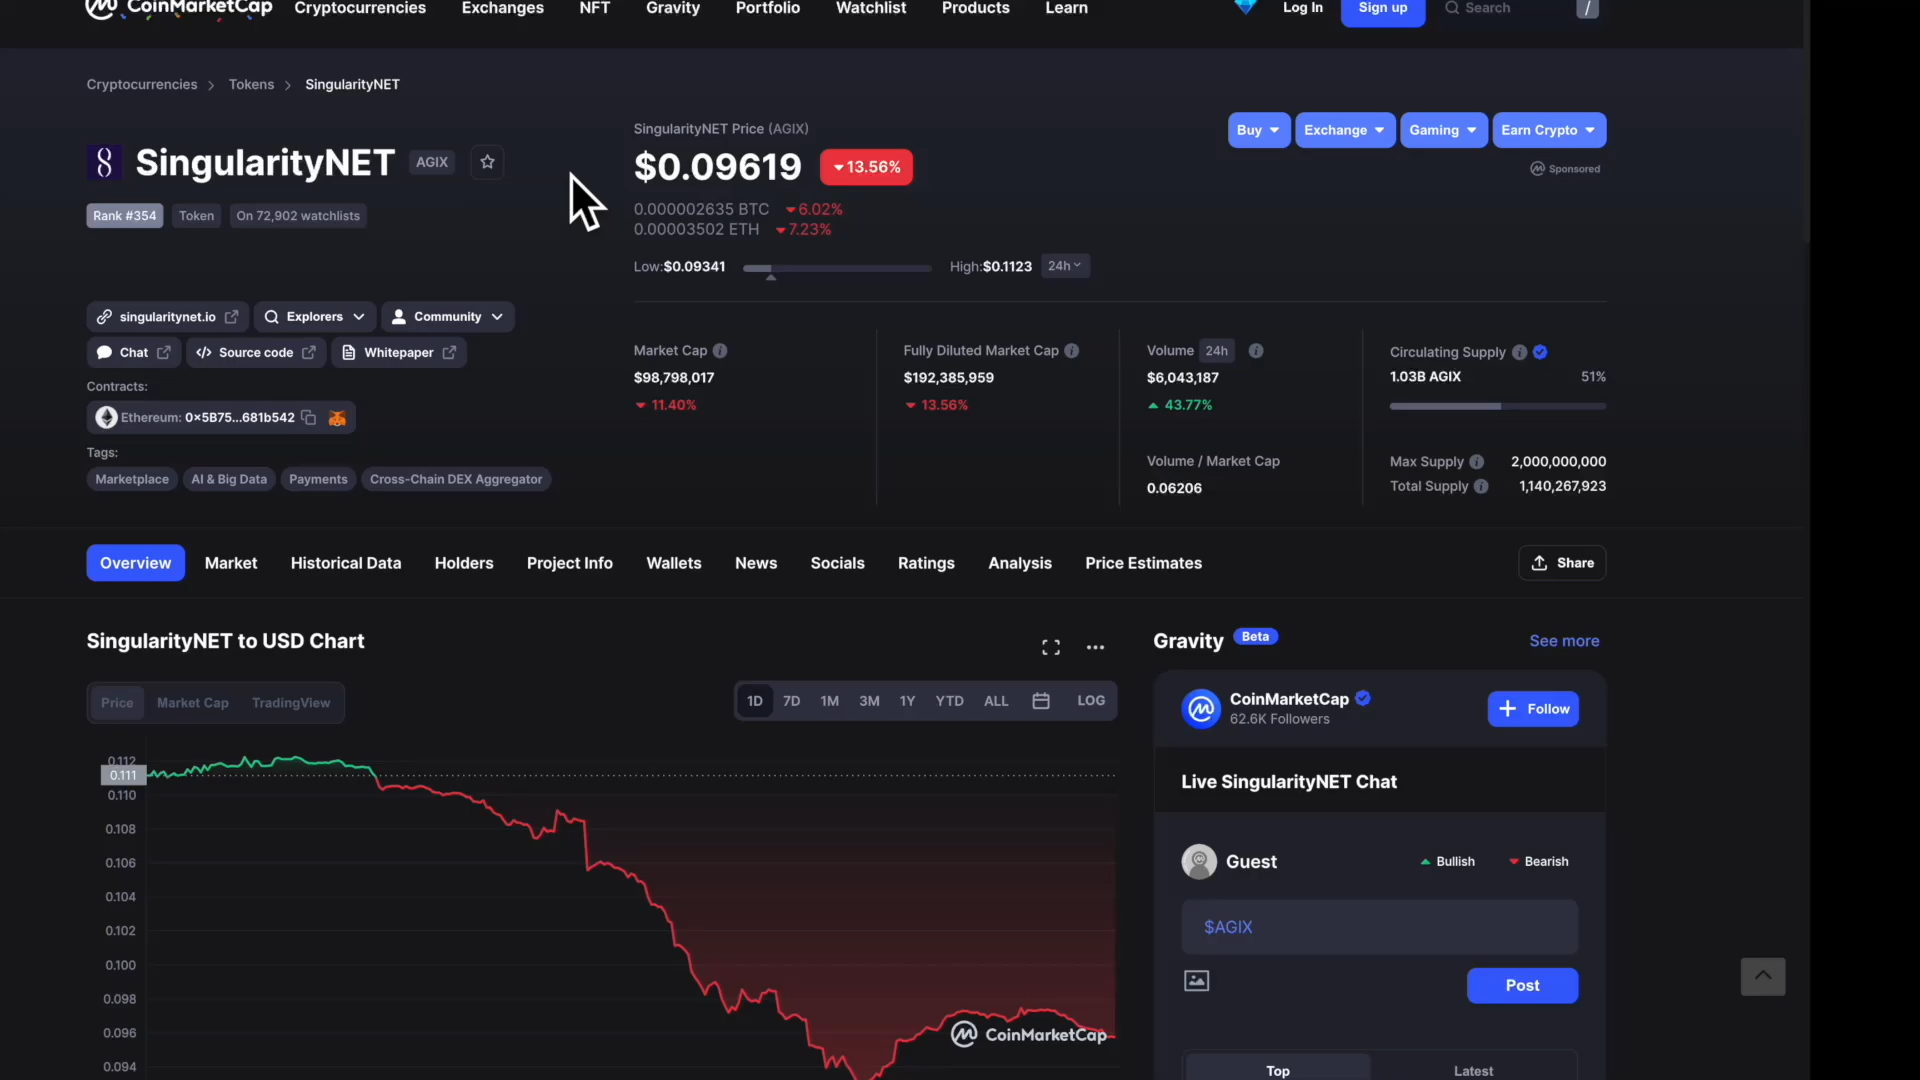 CoinMarketCap Cryptocurrencies Exchanges NFT Gravity Portfolio Watchlist Products Learn Log In Sign up Search /
Cryptocurrencies Tokens SingularityNET
SingularityNET AGIX
Rank #354 Token On 72,902 watchlists
singularitynet.io Explorers Community
Chat Source code Whitepaper
Contracts:
Ethereum: 0x5B75...681b542
Tags:
Marketplace AI & Big Data Payments Cross-Chain DEX Aggregator
SingularityNET Price (AGIX)
$0.09619 13.56%
0.000002635 BTC 6.02%
0.00003502 ETH 7.23%
Low:$0.09341 High:$0.1123 24h
Buy Exchange Gaming Earn Crypto
Sponsored
Market Cap
$98,798,017
11.40%
Fully Diluted Market Cap
$192,385,959
13.56%
Volume 24h
$6,043,187
43.77%
Volume / Market Cap
0.06206
Circulating Supply
1.03B AGIX 51%
Max Supply 2,000,000,000
Total Supply 1,140,267,923
Overview Market Historical Data Holders Project Info Wallets News Socials Ratings Analysis Price Estimates Share
SingularityNET to USD Chart
Price Market Cap TradingView 1D 7D 1M 3M 1Y YTD ALL LOG
0.112
0.111
0.110
0.108
0.106
0.104
0.102
0.100
0.098
0.096
0.094
CoinMarketCap
Gravity Beta See more
CoinMarketCap
62.6K Followers
Follow
Live SingularityNET Chat
Guest Bullish Bearish
$AGIX
Post
Top Latest